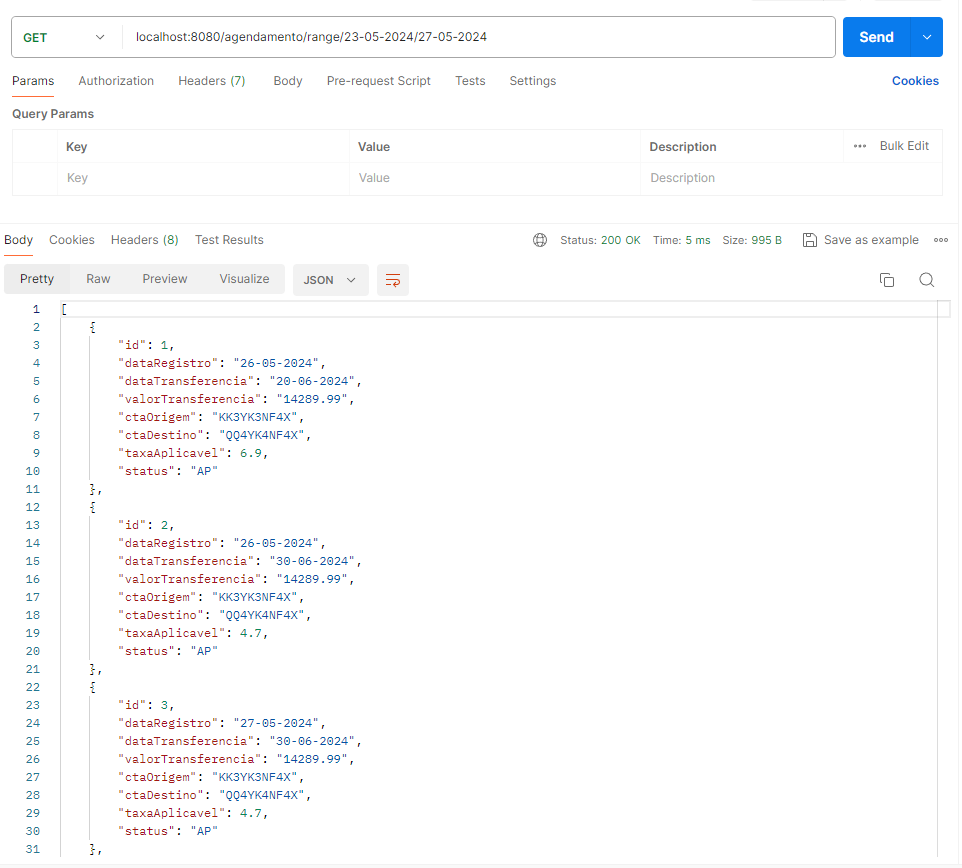 GET localhost:8080/agendamento/range/23-05-2024/27-05-2024 Send
Params Authorization Headers (7) Body Pre-request Script Tests Settings Cookies
Query Params
Key Value Description ••• Bulk Edit
Key Value Description
Body Cookies Headers (8) Test Results Status: 200 OK Time: 5 ms Size: 995 B Save as example •••
Pretty Raw Preview Visualize JSON
1 [
2 {
3 "id": 1,
4 "dataRegistro": "26-05-2024",
5 "dataTransferencia": "20-06-2024",
6 "valorTransferencia": "14289.99",
7 "ctaOrigem": "KK3YK3NF4X",
8 "ctaDestino": "QQ4YK4NF4X",
9 "taxaAplicavel": 6.9,
10 "status": "AP"
11 },
12 {
13 "id": 2,
14 "dataRegistro": "26-05-2024",
15 "dataTransferencia": "30-06-2024",
16 "valorTransferencia": "14289.99",
17 "ctaOrigem": "KK3YK3NF4X",
18 "ctaDestino": "QQ4YK4NF4X",
19 "taxaAplicavel": 4.7,
20 "status": "AP"
21 },
22 {
23 "id": 3,
24 "dataRegistro": "27-05-2024",
25 "dataTransferencia": "30-06-2024",
26 "valorTransferencia": "14289.99",
27 "ctaOrigem": "KK3YK3NF4X",
28 "ctaDestino": "QQ4YK4NF4X",
29 "taxaAplicavel": 4.7,
30 "status": "AP"
31 },